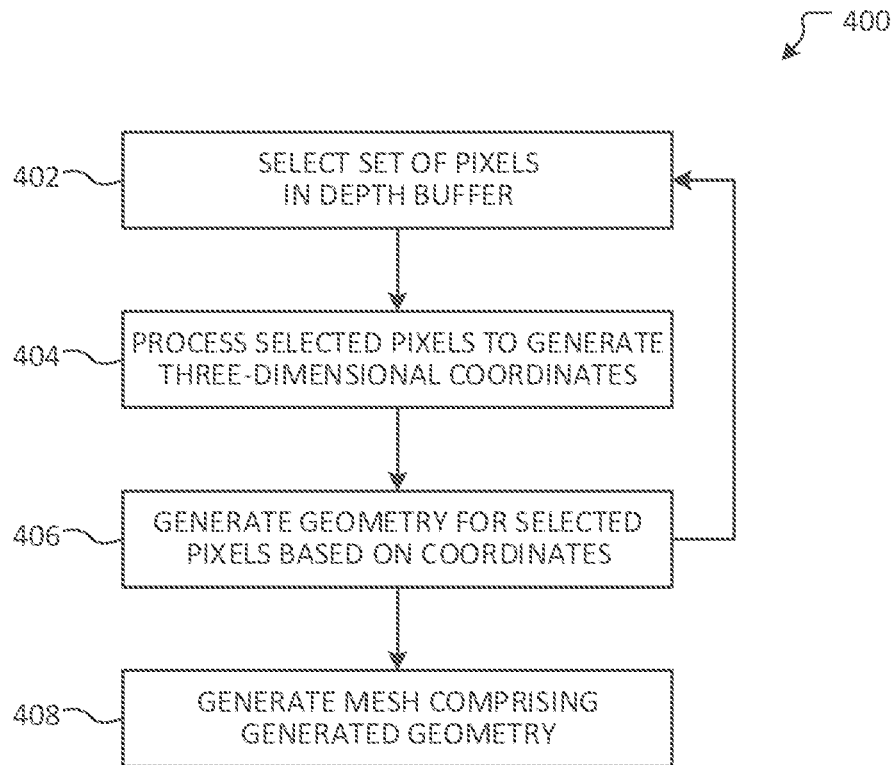 400
402
SELECT SET OF PIXELS
IN DEPTH BUFFER
404
PROCESS SELECTED PIXELS TO GENERATE
THREE-DIMENSIONAL COORDINATES
406
GENERATE GEOMETRY FOR SELECTED
PIXELS BASED ON COORDINATES
408
GENERATE MESH COMPRISING
GENERATED GEOMETRY